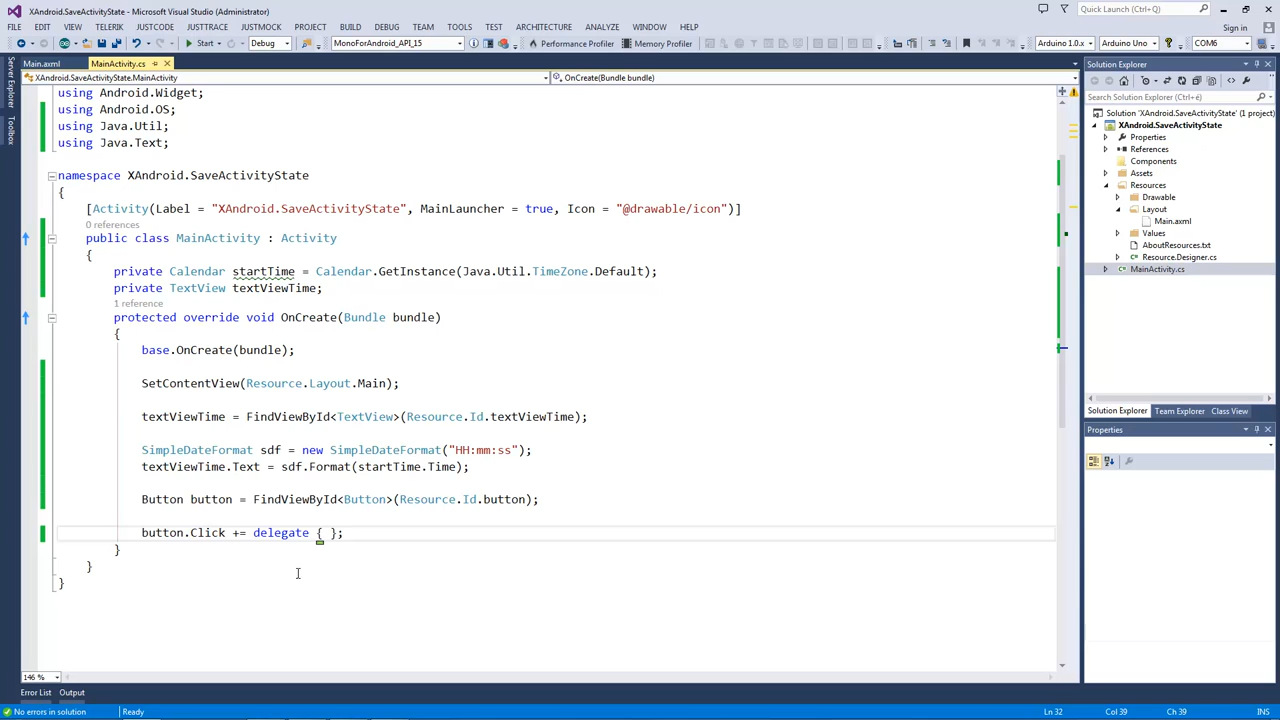 XAndroid.SaveActivityState - Microsoft Visual Studio (Administrator)
Quick Launch (Ctrl+Q)
FILE EDIT VIEW TELERIK JUSTCODE JUSTTRACE JUSTMOCK PROJECT BUILD DEBUG TEAM TOOLS TEST ARCHITECTURE ANALYZE WINDOW HELP
Sign in
Start Debug MonoForAndroid_API_15 Performance Profiler Memory Profiler Arduino 1.0.x Arduino Uno COM6
Server Explorer
Toolbox
Main.axml MainActivity.cs
XAndroid.SaveActivityState.MainActivity OnCreate(Bundle bundle)
using Android.Widget;
using Android.OS;
using Java.Util;
using Java.Text;
namespace XAndroid.SaveActivityState
{
[Activity(Label = "XAndroid.SaveActivityState", MainLauncher = true, Icon = "@drawable/icon")]
0 references
public class MainActivity : Activity
{
private Calendar startTime = Calendar.GetInstance(Java.Util.TimeZone.Default);
private TextView textViewTime;
1 reference
protected override void OnCreate(Bundle bundle)
{
base.OnCreate(bundle);
SetContentView(Resource.Layout.Main);
textViewTime = FindViewById<TextView>(Resource.Id.textViewTime);
SimpleDateFormat sdf = new SimpleDateFormat("HH:mm:ss");
textViewTime.Text = sdf.Format(startTime.Time);
Button button = FindViewById<Button>(Resource.Id.button);
button.Click += delegate { };
}
}
}
146 %
Solution Explorer
Search Solution Explorer (Ctrl+è)
Solution 'XAndroid.SaveActivityState' (1 project)
XAndroid.SaveActivityState
Properties
References
Components
Assets
Resources
Drawable
Layout
Main.axml
Values
AboutResources.txt
Resource.Designer.cs
MainActivity.cs
Solution Explorer Team Explorer Class View
Properties
Error List Output
No errors in solution Ready Ln 32 Col 39 Ch 39 INS